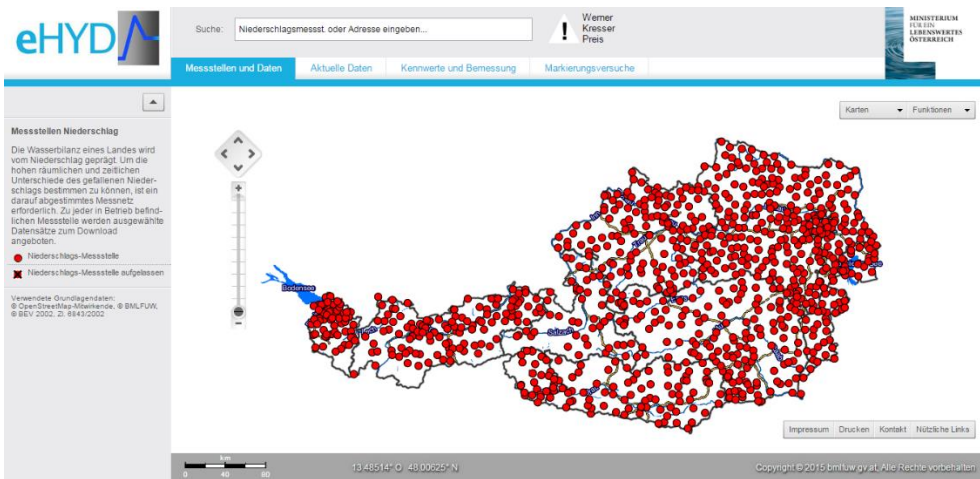 eHYD
Suche:
Niederschlagsmesst. oder Adresse eingeben...
Werner
Kresser
Preis
MINISTERIUM
FÜR EIN
LEBENSWERTES
ÖSTERREICH
Messstellen und Daten
Aktuelle Daten
Kennwerte und Bemessung
Markierungsversuche
Karten
Funktionen
Messstellen Niederschlag
Die Wasserbilanz eines Landes wird
vom Niederschlag geprägt. Um die
hohen räumlichen und zeitlichen
Unterschiede des gefallenen Nieder-
schlags bestimmen zu können, ist ein
darauf abgestimmtes Messnetz
erforderlich. Zu jeder in Betrieb befind-
lichen Messstelle werden ausgewählte
Datensätze zum Download
angeboten.
Niederschlags-Messstelle
Niederschlags-Messstelle aufgelassen
Verwendete Grundlagendaten:
© OpenStreetMap-Mitwirkende, © BMLFUW,
© BEV 2002, Zl. 6843/2002
Bodensee
Salzach
Impressum
Drucken
Kontakt
Nützliche Links
km
0 40 80
13.48514° O 48.00625° N
Copyright © 2015 bmlfuw.gv.at, Alle Rechte vorbehalten